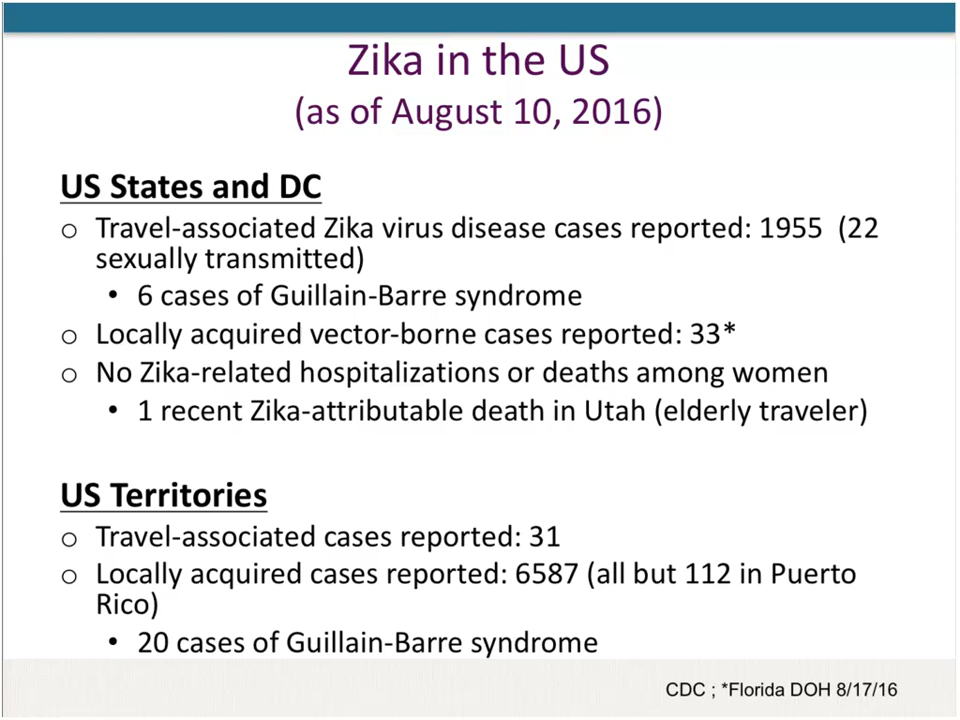 Zika in the US
(as of August 10, 2016)
US States and DC
o Travel-associated Zika virus disease cases reported: 1955 (22
sexually transmitted)
• 6 cases of Guillain-Barre syndrome
o Locally acquired vector-borne cases reported: 33*
o No Zika-related hospitalizations or deaths among women
• 1 recent Zika-attributable death in Utah (elderly traveler)
US Territories
o Travel-associated cases reported: 31
o Locally acquired cases reported: 6587 (all but 112 in Puerto
Rico)
• 20 cases of Guillain-Barre syndrome
CDC ; *Florida DOH 8/17/16